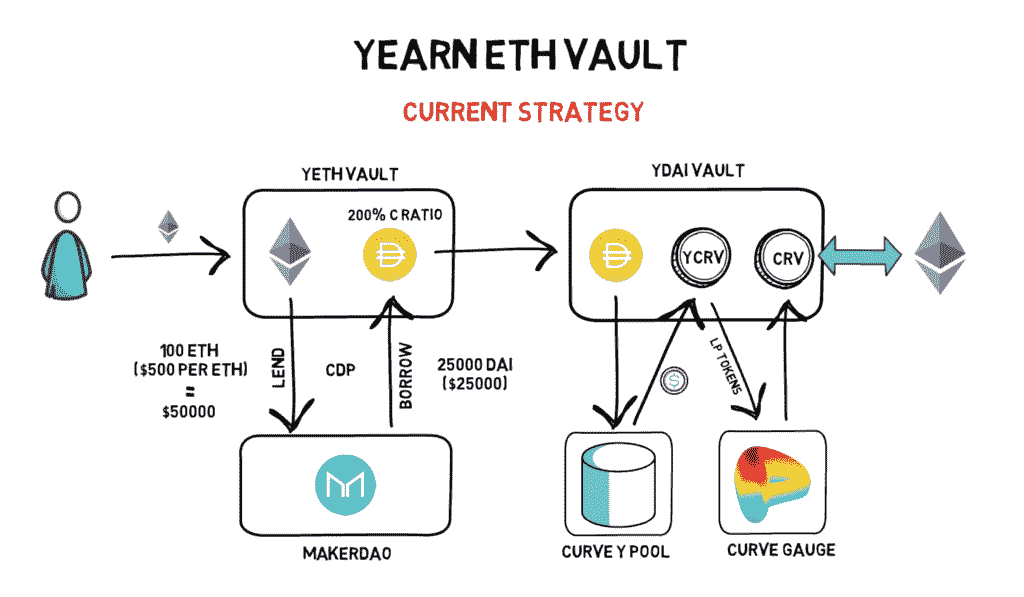 YEARN ETH VAULT
CURRENT STRATEGY
YETH VAULT
YDAI VAULT
200% C RATIO
YCRV
CRV
100 ETH
($500 PER ETH)
=
$50000
LEND
CDP
BORROW
25000 DAI
($25000)
$
LP TOKENS
MAKERDAO
CURVE Y POOL
CURVE GAUGE